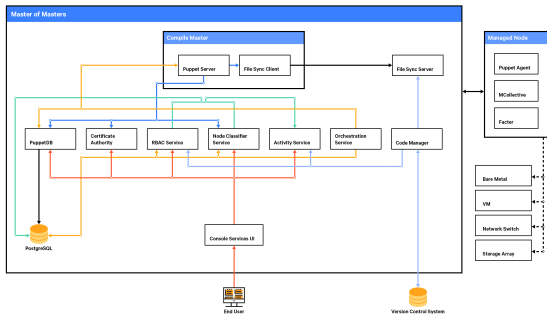 Master of Masters
Compile Master
Puppet Server
File Sync Client
File Sync Server
Managed Node
Puppet Agent
MCollective
Facter
PuppetDB
Certificate
Authority
RBAC Service
Node Classifier
Service
Activity Service
Orchestration
Service
Code Manager
Bare Metal
VM
Network Switch
Storage Array
Console Services UI
PostgreSQL
End User
Version Control System